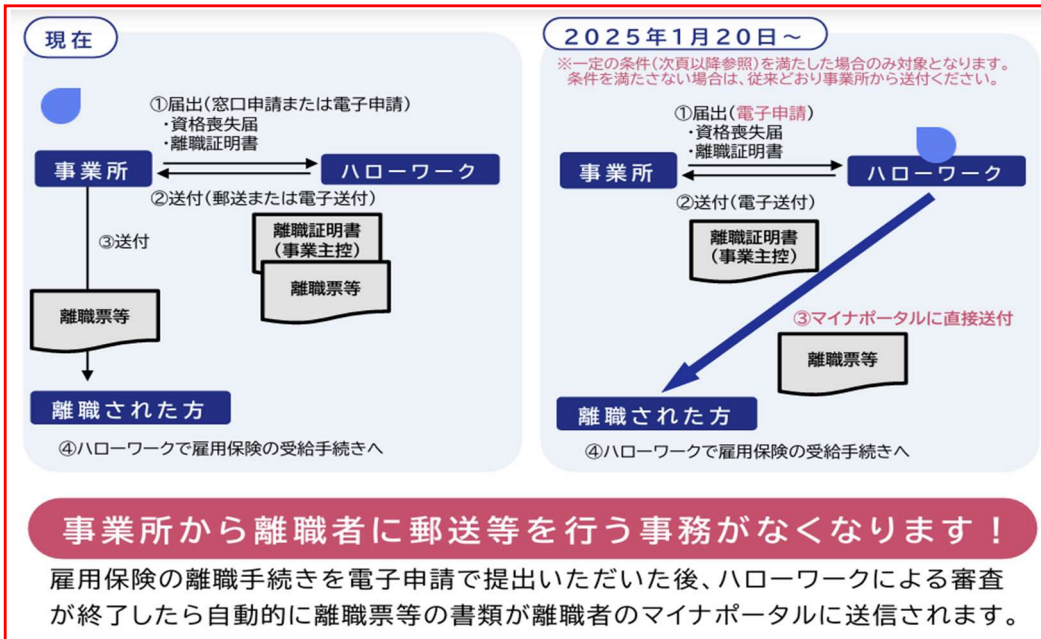 現在
①届出(窓口申請または電子申請)
・資格喪失届
・離職証明書
事業所
ハローワーク
②送付(郵送または電子送付)
離職証明書
(事業主控)
離職票等
③送付
離職票等
離職された方
④ハローワークで雇用保険の受給手続きへ
2025年1月20日～
※一定の条件(次頁以降参照)を満たした場合のみ対象となります。
条件を満たさない場合は、従来どおり事業所から送付ください。
①届出(電子申請)
・資格喪失届
・離職証明書
事業所
ハローワーク
②送付(電子送付)
離職証明書
(事業主控)
③マイナポータルに直接送付
離職票等
離職された方
④ハローワークで雇用保険の受給手続きへ
事業所から離職者に郵送等を行う事務がなくなります！
雇用保険の離職手続きを電子申請で提出いただいた後、ハローワークによる審査
が終了したら自動的に離職票等の書類が離職者のマイナポータルに送信されます。